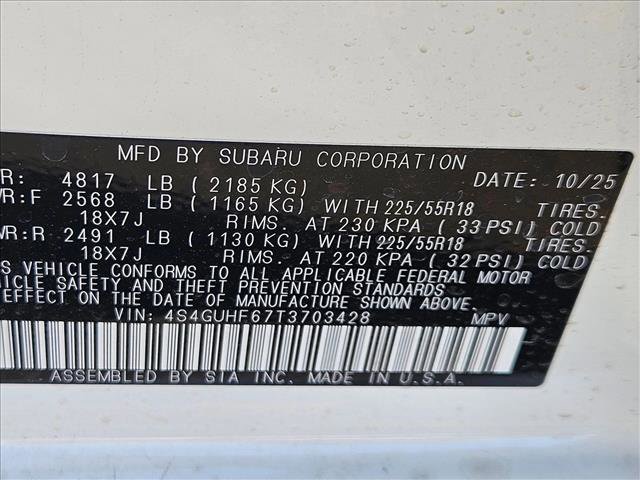 MFD BY SUBARU CORPORATION DATE: 10/25
R: 4817 LB ( 2185 KG)
WR:F 2568 LB ( 1165 KG) WITH 225/55R18 TIRES.
18X7J RIMS. AT 230 KPA ( 33 PSI) COLD
WR:R 2491 LB ( 1130 KG) WITH 225/55R18 TIRES.
18X7J RIMS. AT 220 KPA ( 32 PSI) COLD
S VEHICLE CONFORMS TO ALL APPLICABLE FEDERAL MOTOR
VEHICLE SAFETY AND THEFT PREVENTION STANDARDS
EFFECT ON THE DATE OF MANUFACTURE SHOWN ABOVE.
VIN: 4S4GUHF67T3703428 MPV
ASSEMBLED BY SIA INC. MADE IN U.S.A.